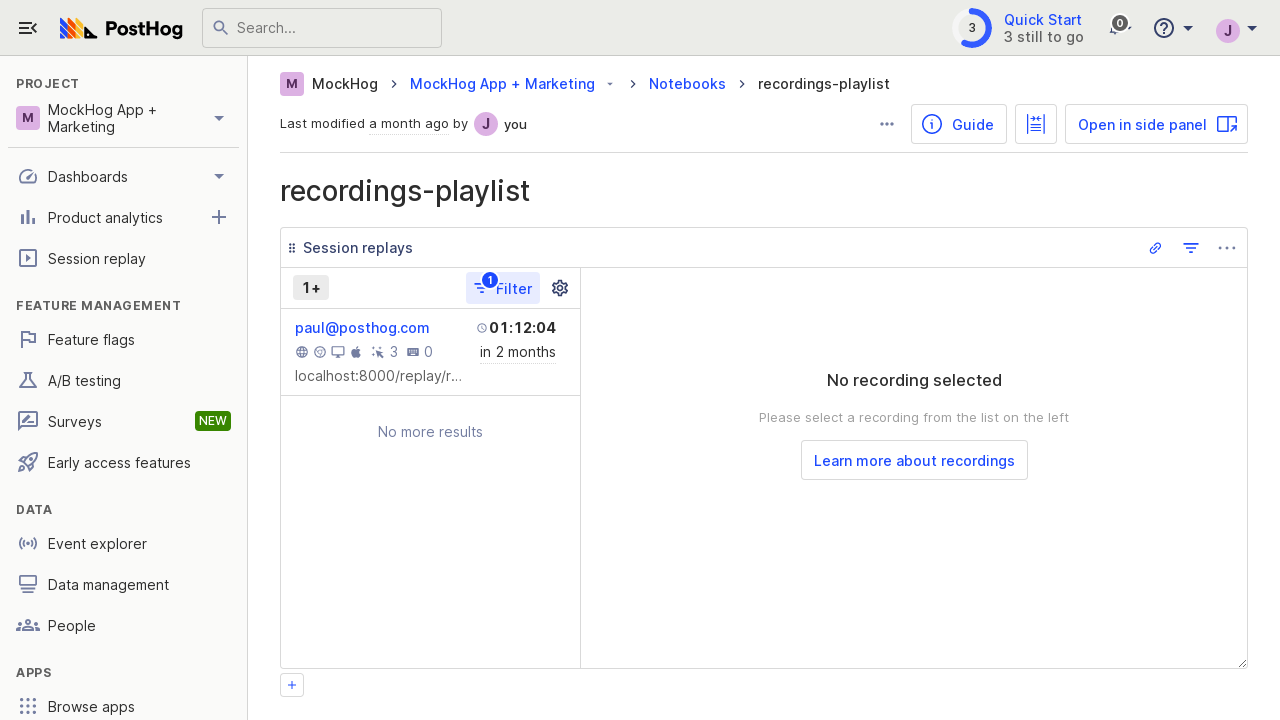 PostHog
Search...
3
Quick Start
3 still to go
0
J
PROJECT
M
MockHog App +
Marketing
Dashboards
Product analytics
Session replay
FEATURE MANAGEMENT
Feature flags
A/B testing
Surveys
NEW
Early access features
DATA
Event explorer
Data management
People
APPS
Browse apps
M MockHog MockHog App + Marketing Notebooks recordings-playlist
Last modified a month ago by J you
Guide
Open in side panel
recordings-playlist
Session replays
1+
1
Filter
paul@posthog.com
01:12:04
3 0
in 2 months
localhost:8000/replay/r...
No more results
No recording selected
Please select a recording from the list on the left
Learn more about recordings